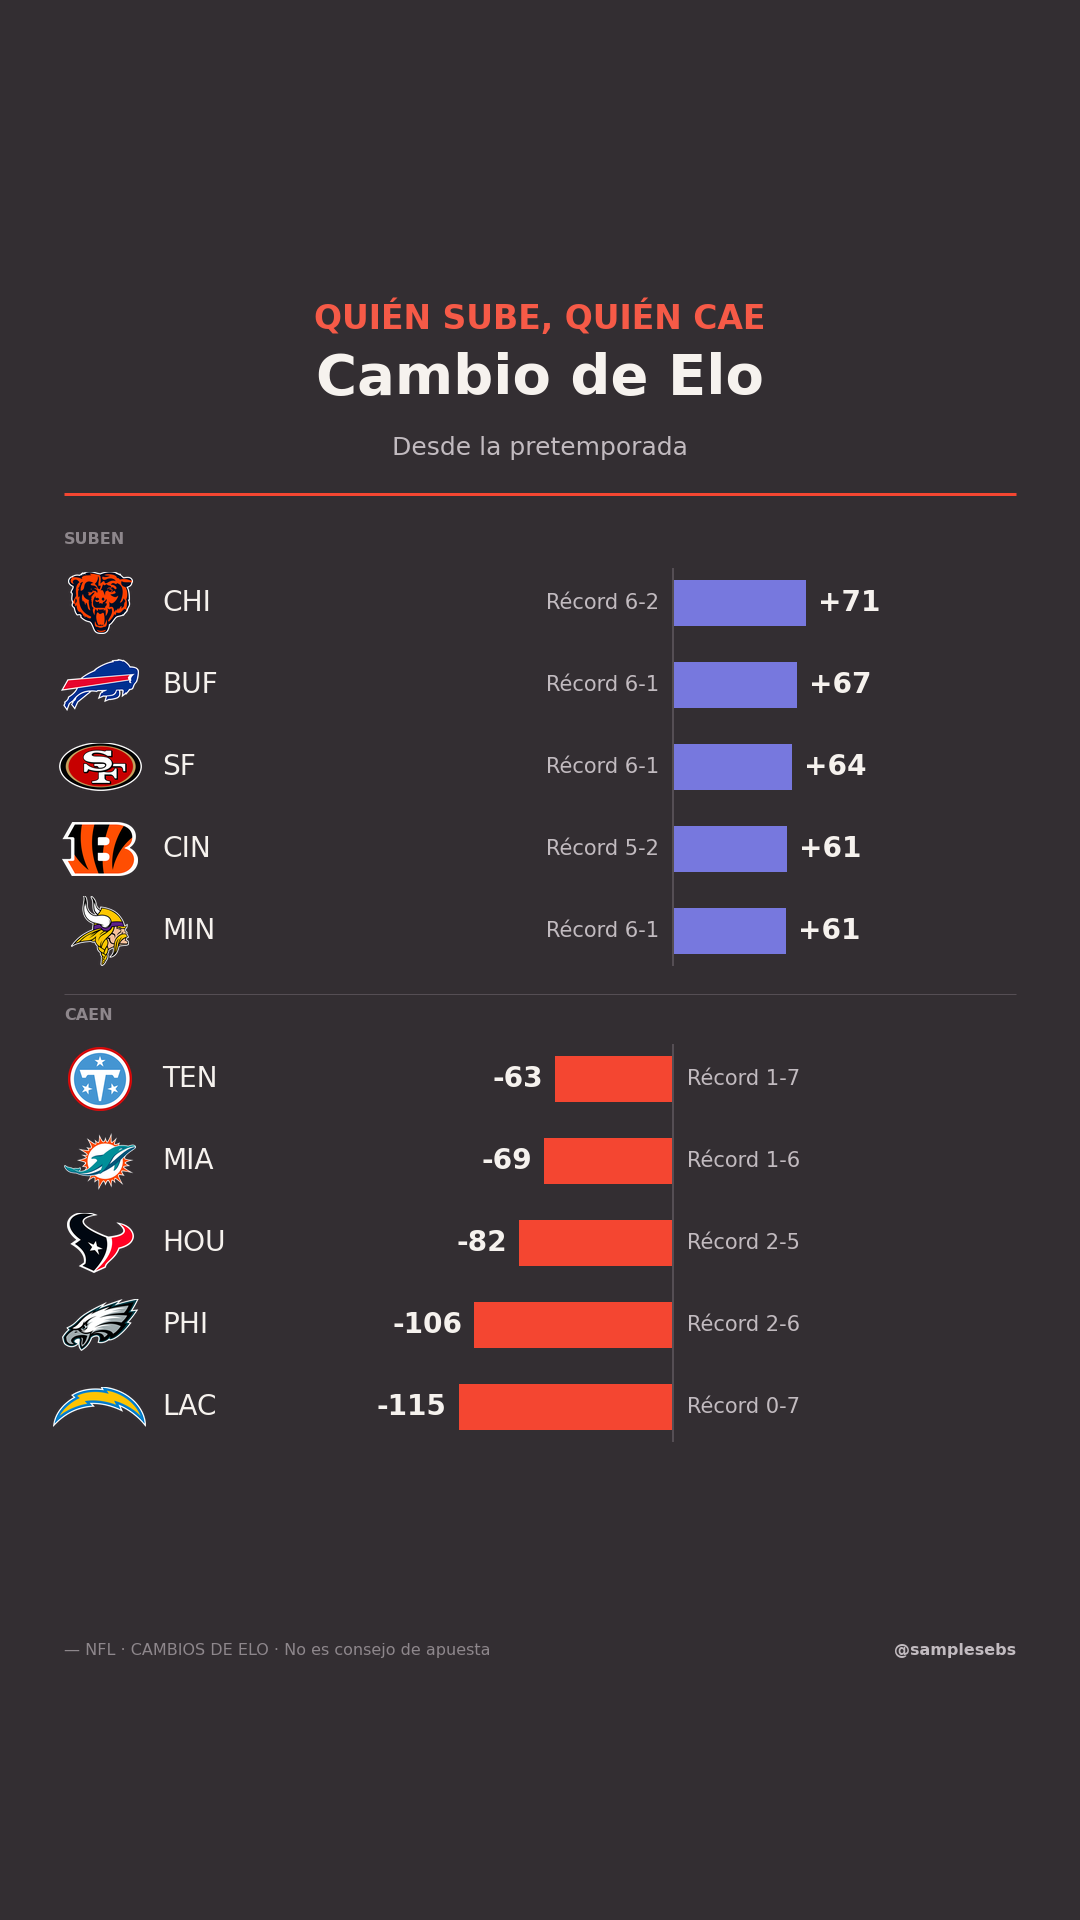 QUIÉN SUBE, QUIÉN CAE
Cambio de Elo
Desde la pretemporada
SUBEN
CHI Récord 6-2 +71
BUF Récord 6-1 +67
SF SF Récord 6-1 +64
B CIN Récord 5-2 +61
MIN Récord 6-1 +61
CAEN
T TEN -63 Récord 1-7
MIA -69 Récord 1-6
HOU -82 Récord 2-5
PHI -106 Récord 2-6
LAC -115 Récord 0-7
— NFL · CAMBIOS DE ELO · No es consejo de apuesta @samplesebs